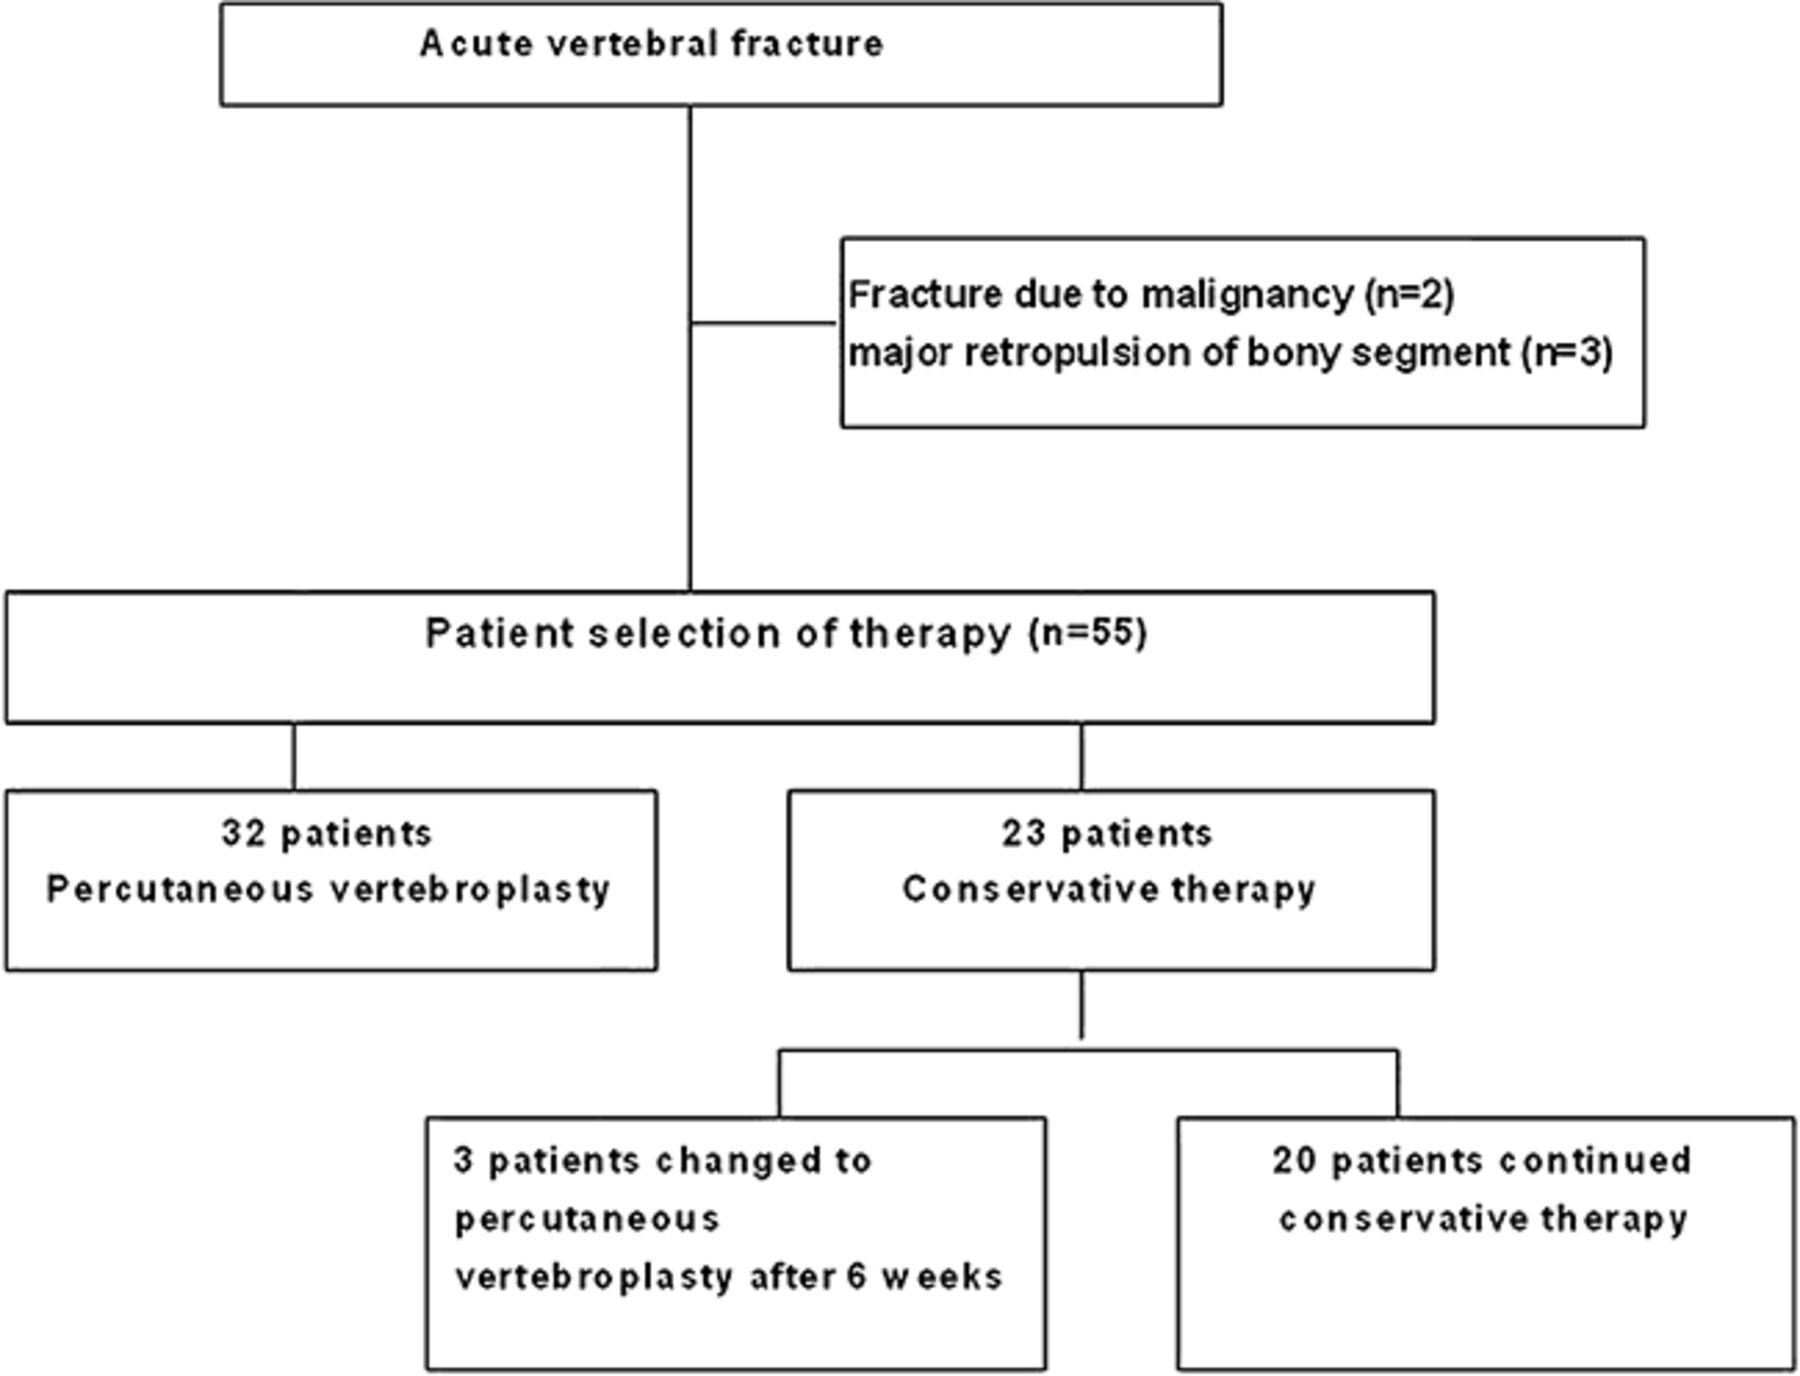 Acute vertebral fracture
Fracture due to malignancy (n=2)
major retropulsion of bony segment (n=3)
Patient selection of therapy (n=55)
32 patients
Percutaneous vertebroplasty
23 patients
Conservative therapy
3 patients changed to
percutaneous
vertebroplasty after 6 weeks
20 patients continued
conservative therapy